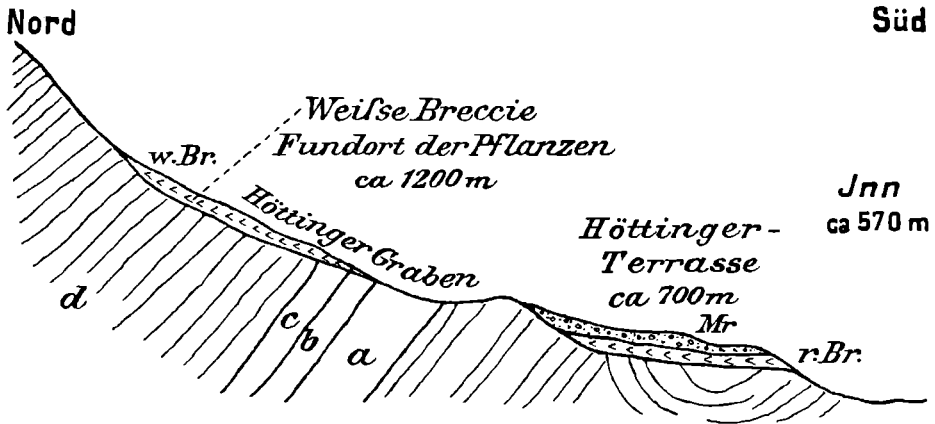 Nord
Süd
Weiſse Breccie
Fundort der Pflanzen
ca 1200 m
w. Br.
Höttinger Graben
Jnn
ca 570 m
Höttinger-
Terrasse
ca 700 m
Mr
r. Br.
d
c
b
a